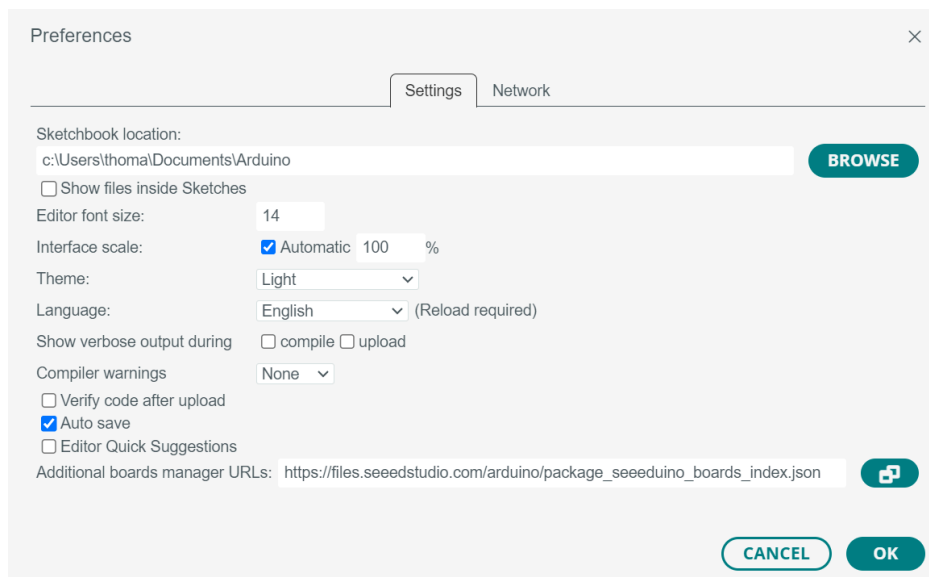 Preferences
Settings Network
Sketchbook location:
c:\Users\thoma\Documents\Arduino BROWSE
Show files inside Sketches
Editor font size: 14
Interface scale: Automatic 100 %
Theme: Light
Language: English (Reload required)
Show verbose output during compile upload
Compiler warnings None
Verify code after upload
Auto save
Editor Quick Suggestions
Additional boards manager URLs: https://files.seeedstudio.com/arduino/package_seeeduino_boards_index.json
CANCEL OK